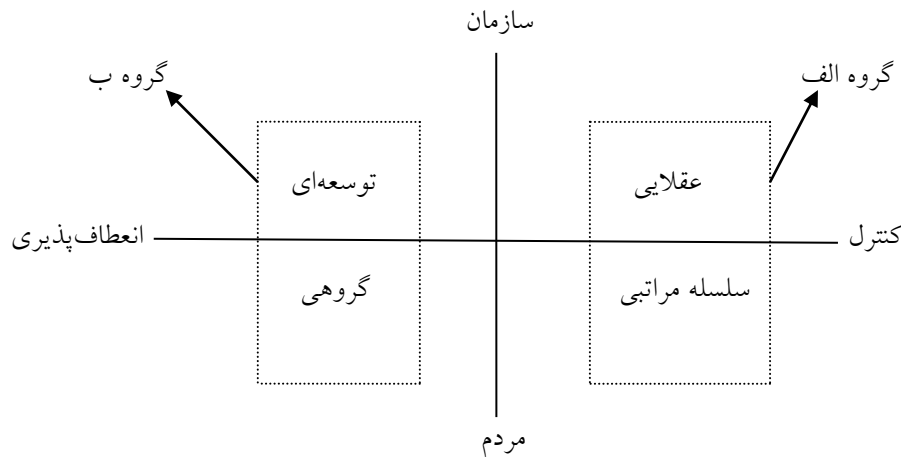 سازمان
گروه الف
گروه ب
عقلایی
توسعه‌ای
کنترل
انعطاف‌پذیری
سلسله مراتبی
گروهی
مردم